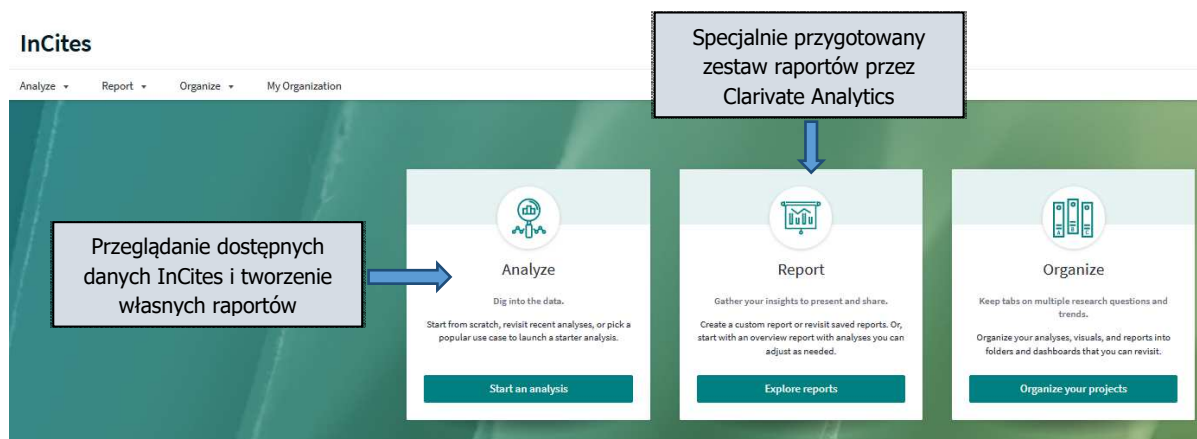 InCites
Specjalnie przygotowany
zestaw raportów przez
Clarivate Analytics
Analyze
Report
Organize
My Organization
Przeglądanie dostępnych
danych InCites i tworzenie
własnych raportów
Analyze
Dig into the data.
Start from scratch, revisit recent analyses, or pick a
popular use case to launch a starter analysis.
Start an analysis
Report
Gather your insights to present and share.
Create a custom report or revisit saved reports. Or,
start with an overview report with analyses you can
adjust as needed.
Explore reports
Organize
Keep tabs on multiple research questions and
trends.
Organize your analyses, visuals, and reports into
folders and dashboards that you can revisit.
Organize your projects